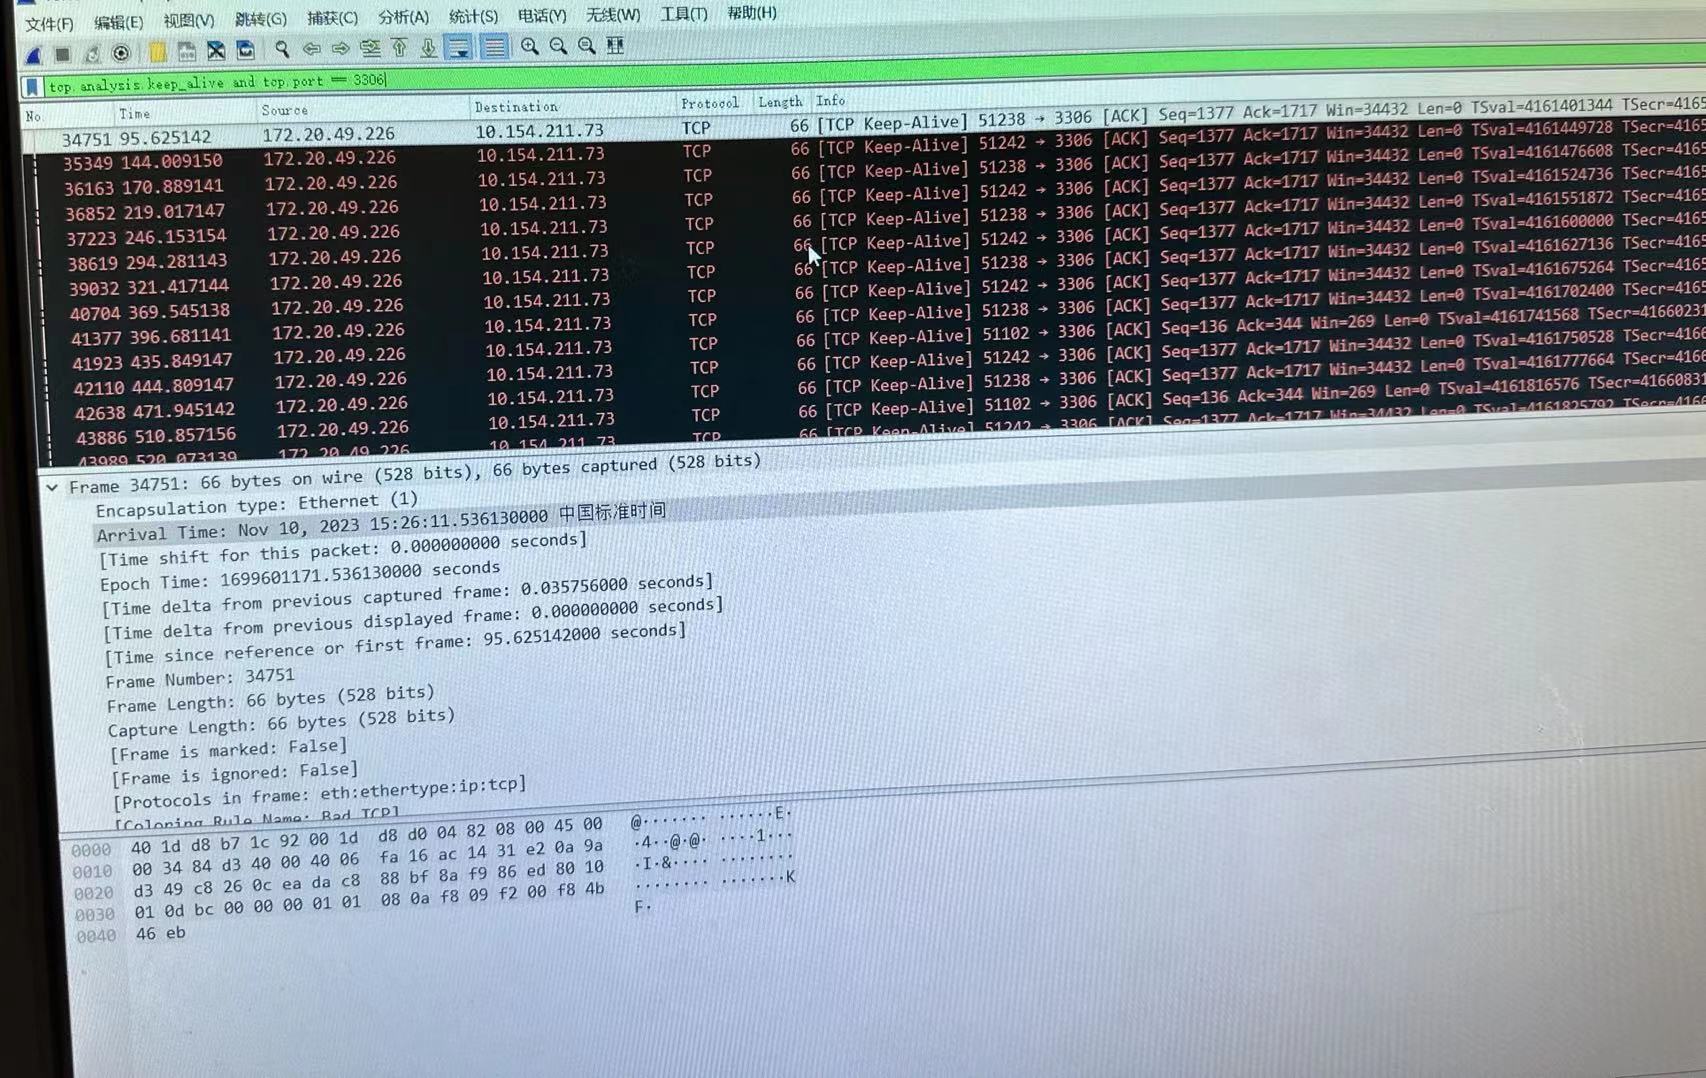 文件(F) 编辑(E) 视图(V) 跳转(G) 捕获(C) 分析(A) 统计(S) 电话(Y) 无线(W) 工具(T) 帮助(H)
tcp.analysis.keep_alive and tcp.port == 3306
No. Time Source Destination Protocol Length Info
34751 95.625142 172.20.49.226 10.154.211.73 TCP 66 [TCP Keep-Alive] 51238 → 3306 [ACK] Seq=1377 Ack=1717 Win=34432 Len=0 TSval=4161401344 TSecr=4165
35349 144.009150 172.20.49.226 10.154.211.73 TCP 66 [TCP Keep-Alive] 51242 → 3306 [ACK] Seq=1377 Ack=1717 Win=34432 Len=0 TSval=4161449728 TSecr=4165
36163 170.889141 172.20.49.226 10.154.211.73 TCP 66 [TCP Keep-Alive] 51238 → 3306 [ACK] Seq=1377 Ack=1717 Win=34432 Len=0 TSval=4161476608 TSecr=4165
36852 219.017147 172.20.49.226 10.154.211.73 TCP 66 [TCP Keep-Alive] 51242 → 3306 [ACK] Seq=1377 Ack=1717 Win=34432 Len=0 TSval=4161524736 TSecr=4165
37223 246.153154 172.20.49.226 10.154.211.73 TCP 66 [TCP Keep-Alive] 51238 → 3306 [ACK] Seq=1377 Ack=1717 Win=34432 Len=0 TSval=4161551872 TSecr=4165
38619 294.281143 172.20.49.226 10.154.211.73 TCP 66 [TCP Keep-Alive] 51242 → 3306 [ACK] Seq=1377 Ack=1717 Win=34432 Len=0 TSval=4161600000 TSecr=4165
39032 321.417144 172.20.49.226 10.154.211.73 TCP 66 [TCP Keep-Alive] 51238 → 3306 [ACK] Seq=1377 Ack=1717 Win=34432 Len=0 TSval=4161627136 TSecr=4165
40704 369.545138 172.20.49.226 10.154.211.73 TCP 66 [TCP Keep-Alive] 51242 → 3306 [ACK] Seq=1377 Ack=1717 Win=34432 Len=0 TSval=4161675264 TSecr=4165
41377 396.681141 172.20.49.226 10.154.211.73 TCP 66 [TCP Keep-Alive] 51238 → 3306 [ACK] Seq=1377 Ack=1717 Win=34432 Len=0 TSval=4161702400 TSecr=4165
41923 435.849147 172.20.49.226 10.154.211.73 TCP 66 [TCP Keep-Alive] 51102 → 3306 [ACK] Seq=136 Ack=344 Win=269 Len=0 TSval=4161741568 TSecr=41660231
42110 444.809147 172.20.49.226 10.154.211.73 TCP 66 [TCP Keep-Alive] 51242 → 3306 [ACK] Seq=1377 Ack=1717 Win=34432 Len=0 TSval=4161750528 TSecr=4166
42638 471.945142 172.20.49.226 10.154.211.73 TCP 66 [TCP Keep-Alive] 51238 → 3306 [ACK] Seq=1377 Ack=1717 Win=34432 Len=0 TSval=4161777664 TSecr=4166
43886 510.857156 172.20.49.226 10.154.211.73 TCP 66 [TCP Keep-Alive] 51102 → 3306 [ACK] Seq=136 Ack=344 Win=269 Len=0 TSval=4161816576 TSecr=41660831
43989 520.073139 172.20.49.226 10.154.211.73 TCP 66 [TCP Keep-Alive] 51242 → 3306 [ACK] Seq=1377 Ack=1717 Win=34432 Len=0 TSval=4161825792 TSecr=4166
Frame 34751: 66 bytes on wire (528 bits), 66 bytes captured (528 bits)
Encapsulation type: Ethernet (1)
Arrival Time: Nov 10, 2023 15:26:11.536130000 中国标准时间
[Time shift for this packet: 0.000000000 seconds]
Epoch Time: 1699601171.536130000 seconds
[Time delta from previous captured frame: 0.035756000 seconds]
[Time delta from previous displayed frame: 0.000000000 seconds]
[Time since reference or first frame: 95.625142000 seconds]
Frame Number: 34751
Frame Length: 66 bytes (528 bits)
Capture Length: 66 bytes (528 bits)
[Frame is marked: False]
[Frame is ignored: False]
[Protocols in frame: eth:ethertype:ip:tcp]
[Coloring Rule Name: Bad TCP]
0000 40 1d d8 b7 1c 92 00 1d d8 d0 04 82 08 00 45 00 @······· ······E·
0010 00 34 84 d3 40 00 40 06 fa 16 ac 14 31 e2 0a 9a ·4··@·@· ····1···
0020 d3 49 c8 26 0c ea da c8 88 bf 8a f9 86 ed 80 10 ·I·&···· ········
0030 01 0d bc 00 00 00 01 01 08 0a f8 09 f2 00 f8 4b ········ ·······K
0040 46 eb F·